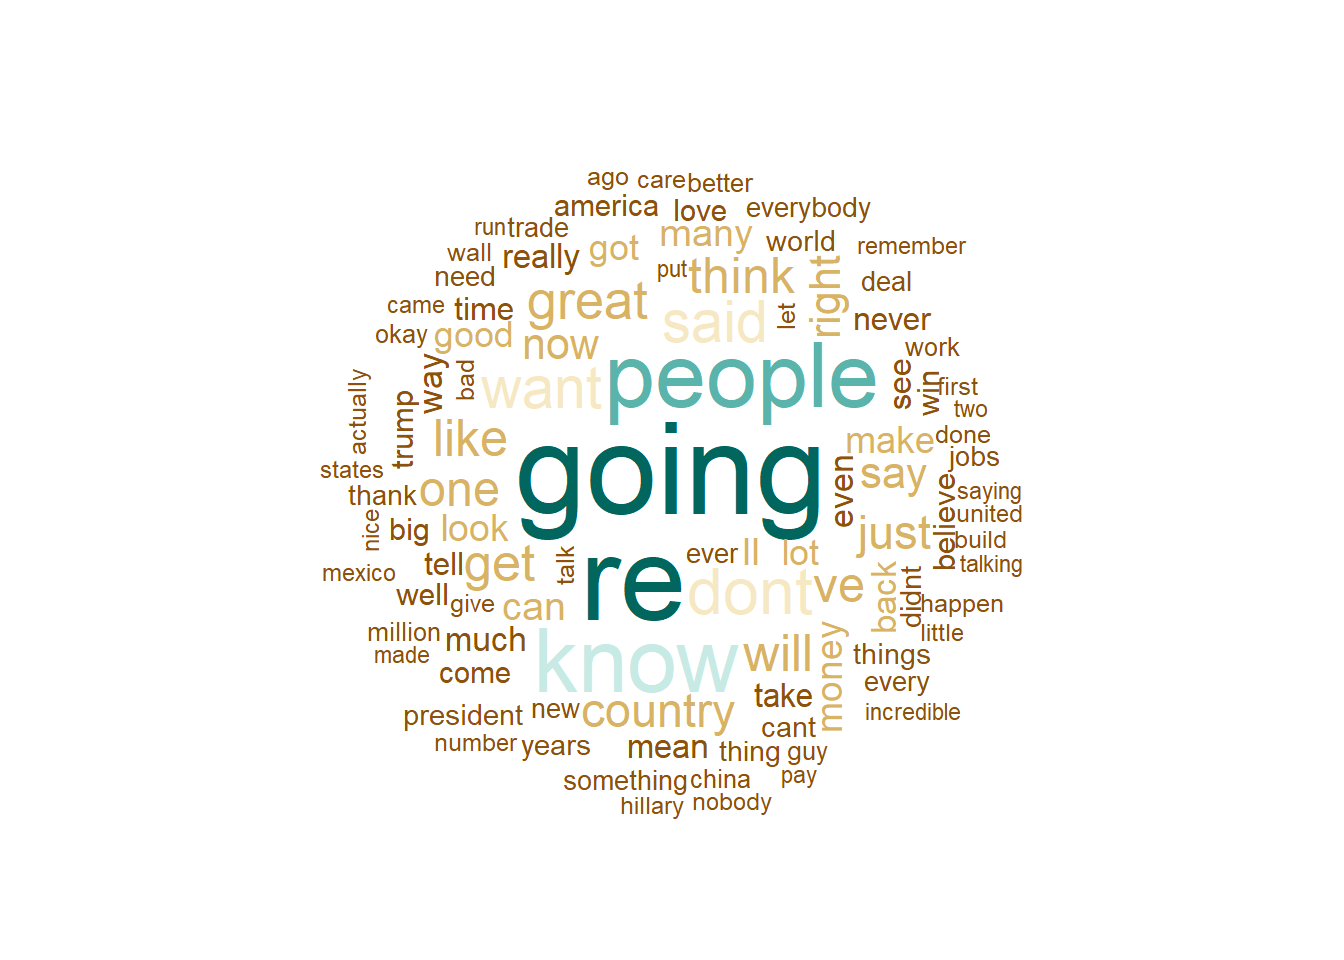 ago care better
america love everybody
run trade got many world remember
wall really put think right deal
need great said let never
came time now
okay good people see work
actually way bad want win first
trump like going make done two
states one even say jobs
thank big look just believe saying
nice tell get talk ever ll lot united
mexico well give can re dont ve back didnt build
talking
million much know will money happen
made come little
president new country take things
number years mean cant every
something china thing guy incredible
hillary nobody pay